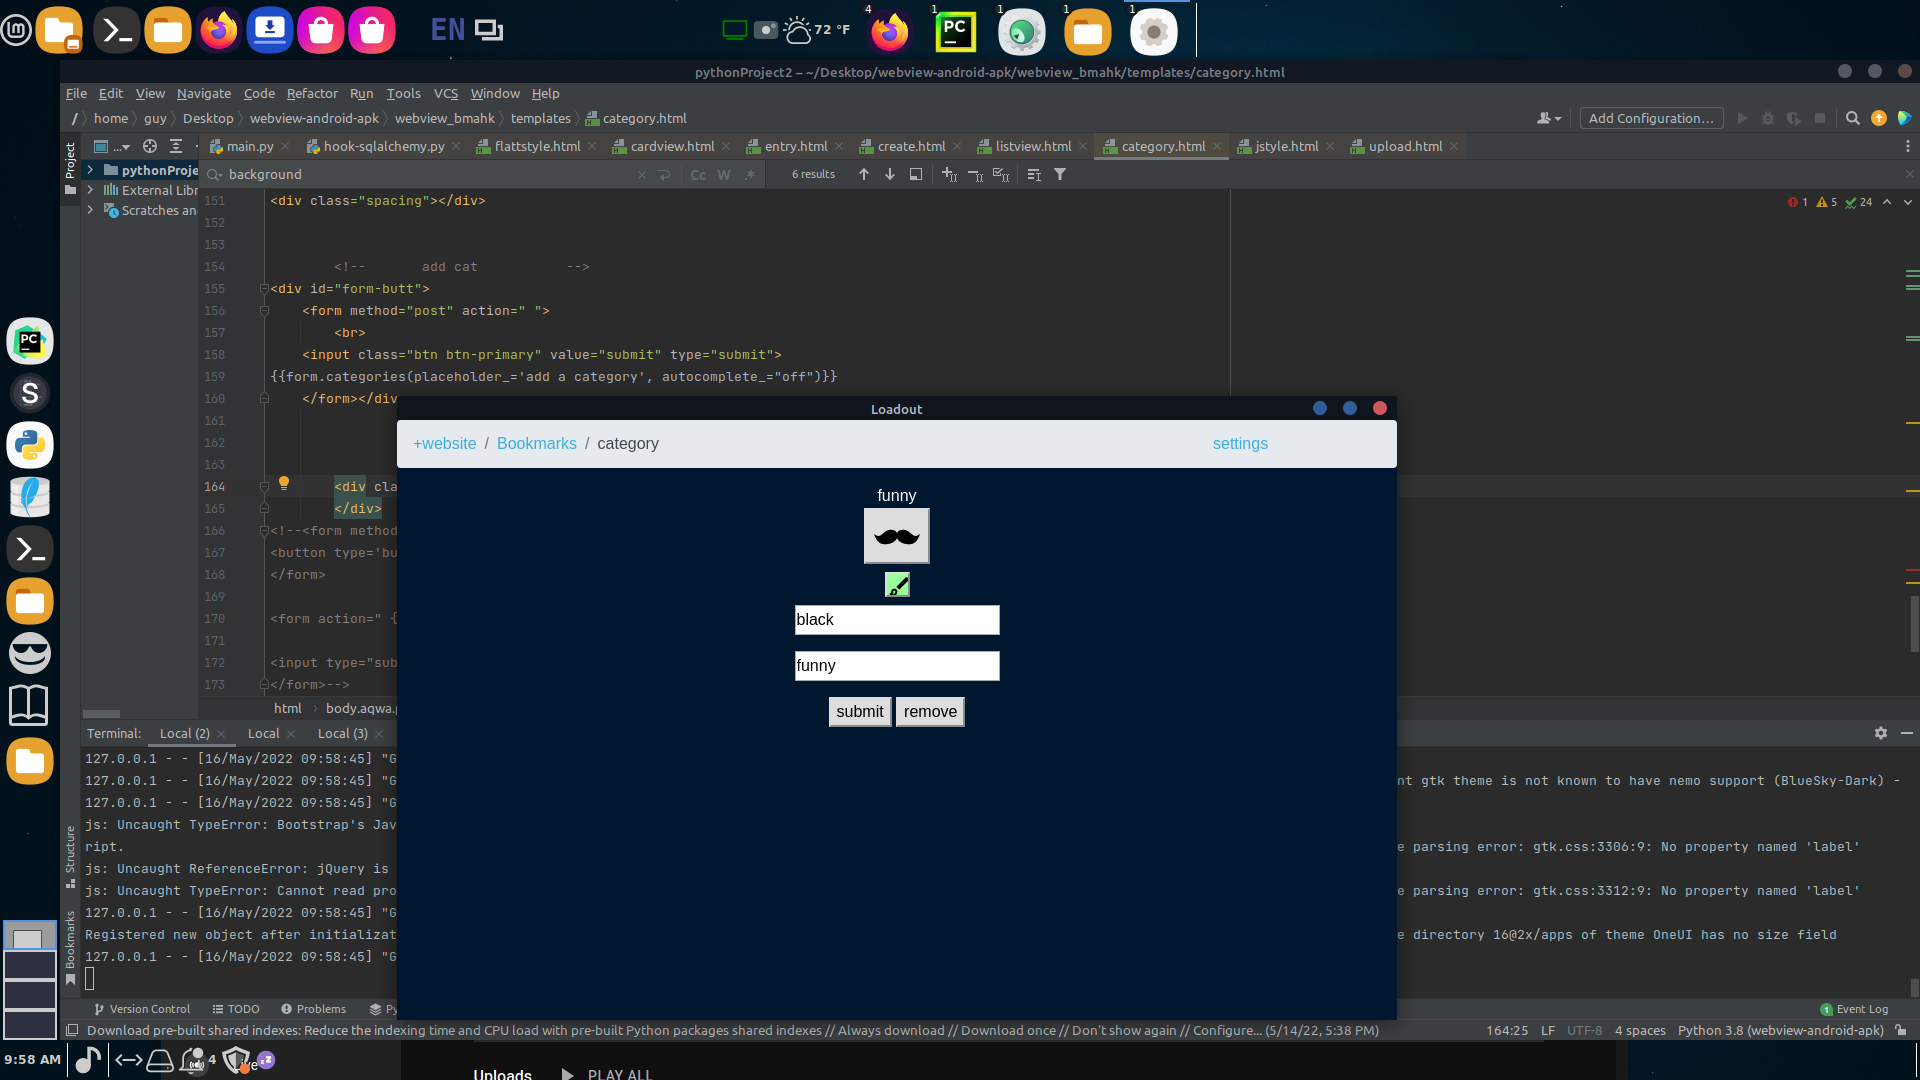 EN
72 °F
4
1
1
1
1
pythonProject2 – ~/Desktop/webview-android-apk/webview_bmahk/templates/category.html
File Edit View Navigate Code Refactor Run Tools VCS Window Help
/ home guy Desktop webview-android-apk webview_bmahk templates category.html
Add Configuration...
Project
...
main.py hook-sqlalchemy.py flattstyle.html cardview.html entry.html create.html listview.html category.html jstyle.html upload.html
pythonProje
External Libr
Scratches an
background
Cc W .*
6 results
1 5 24
151 <div class="spacing"></div>
152
153
154 <!-- add cat -->
155 <div id="form-butt">
156 <form method="post" action=" ">
157 <br>
158 <input class="btn btn-primary" value="submit" type="submit">
159 {{form.categories(placeholder_='add a category', autocomplete_="off")}}
160 </form></div
161
162
163
164 <div cla
165 </div>
166 <!--<form method
167 <button type='bu
168 </form>
169
170 <form action=" {
171
172 <input type="sub
173 </form>-->
html body.aqwa.p
Loadout
+website / Bookmarks / category settings
funny
black
funny
submit remove
Terminal: Local (2) Local Local (3)
127.0.0.1 - - [16/May/2022 09:58:45] "G
127.0.0.1 - - [16/May/2022 09:58:45] "G
nt gtk theme is not known to have nemo support (BlueSky-Dark) -
127.0.0.1 - - [16/May/2022 09:58:45] "G
js: Uncaught TypeError: Bootstrap's Jav
ript.
e parsing error: gtk.css:3306:9: No property named 'label'
js: Uncaught ReferenceError: jQuery is
js: Uncaught TypeError: Cannot read pro
e parsing error: gtk.css:3312:9: No property named 'label'
127.0.0.1 - - [16/May/2022 09:58:45] "G
Registered new object after initializat
e directory 16@2x/apps of theme OneUI has no size field
127.0.0.1 - - [16/May/2022 09:58:45] "G
Structure
Bookmarks
Version Control TODO Problems Py
1 Event Log
Download pre-built shared indexes: Reduce the indexing time and CPU load with pre-built Python packages shared indexes // Always download // Download once // Don't show again // Configure... (5/14/22, 5:38 PM)
164:25 LF UTF-8 4 spaces Python 3.8 (webview-android-apk)
9:58 AM
4
Uploads PLAY ALL